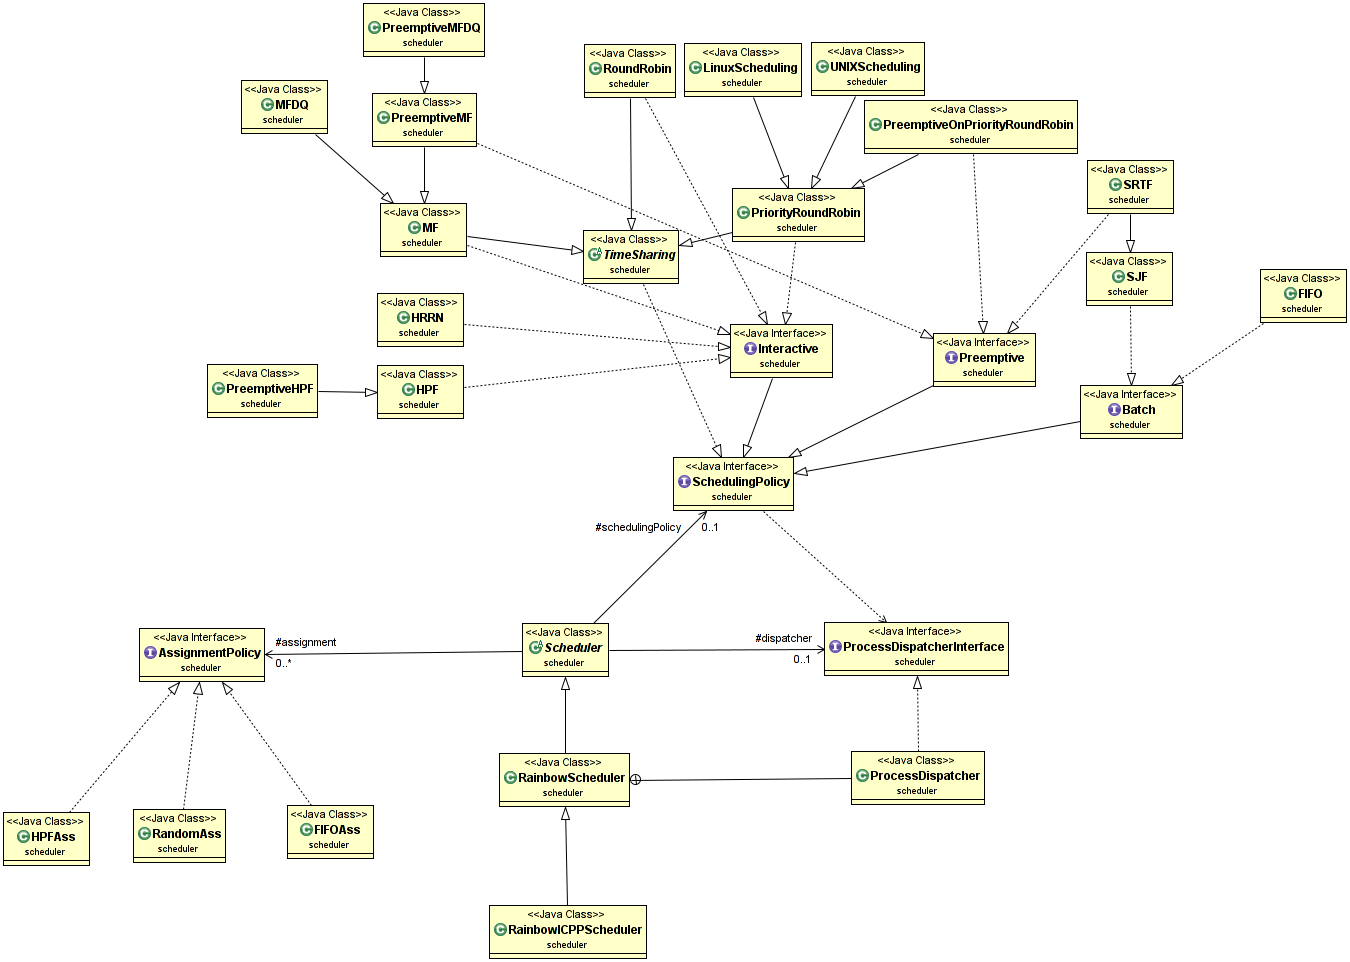 <<Java Class>>
PreemptiveMFDQ
scheduler
<<Java Class>>
RoundRobin
scheduler
<<Java Class>>
LinuxScheduling
scheduler
<<Java Class>>
UNIXScheduling
scheduler
<<Java Class>>
MFDQ
scheduler
<<Java Class>>
PreemptiveMF
scheduler
<<Java Class>>
PreemptiveOnPriorityRoundRobin
scheduler
<<Java Class>>
SRTF
scheduler
<<Java Class>>
MF
scheduler
<<Java Class>>
TimeSharing
scheduler
<<Java Class>>
PriorityRoundRobin
scheduler
<<Java Class>>
SJF
scheduler
<<Java Class>>
FIFO
scheduler
<<Java Class>>
HRRN
scheduler
<<Java Interface>>
Interactive
scheduler
<<Java Interface>>
Preemptive
scheduler
<<Java Class>>
PreemptiveHPF
scheduler
<<Java Class>>
HPF
scheduler
<<Java Interface>>
Batch
scheduler
<<Java Interface>>
SchedulingPolicy
scheduler
#schedulingPolicy
0..1
<<Java Interface>>
AssignmentPolicy
scheduler
#assignment
0..*
<<Java Class>>
Scheduler
scheduler
#dispatcher
0..1
<<Java Interface>>
ProcessDispatcherInterface
scheduler
<<Java Class>>
RainbowScheduler
scheduler
<<Java Class>>
ProcessDispatcher
scheduler
<<Java Class>>
HPFAss
scheduler
<<Java Class>>
RandomAss
scheduler
<<Java Class>>
FIFOAss
scheduler
<<Java Class>>
RainbowICPPScheduler
scheduler